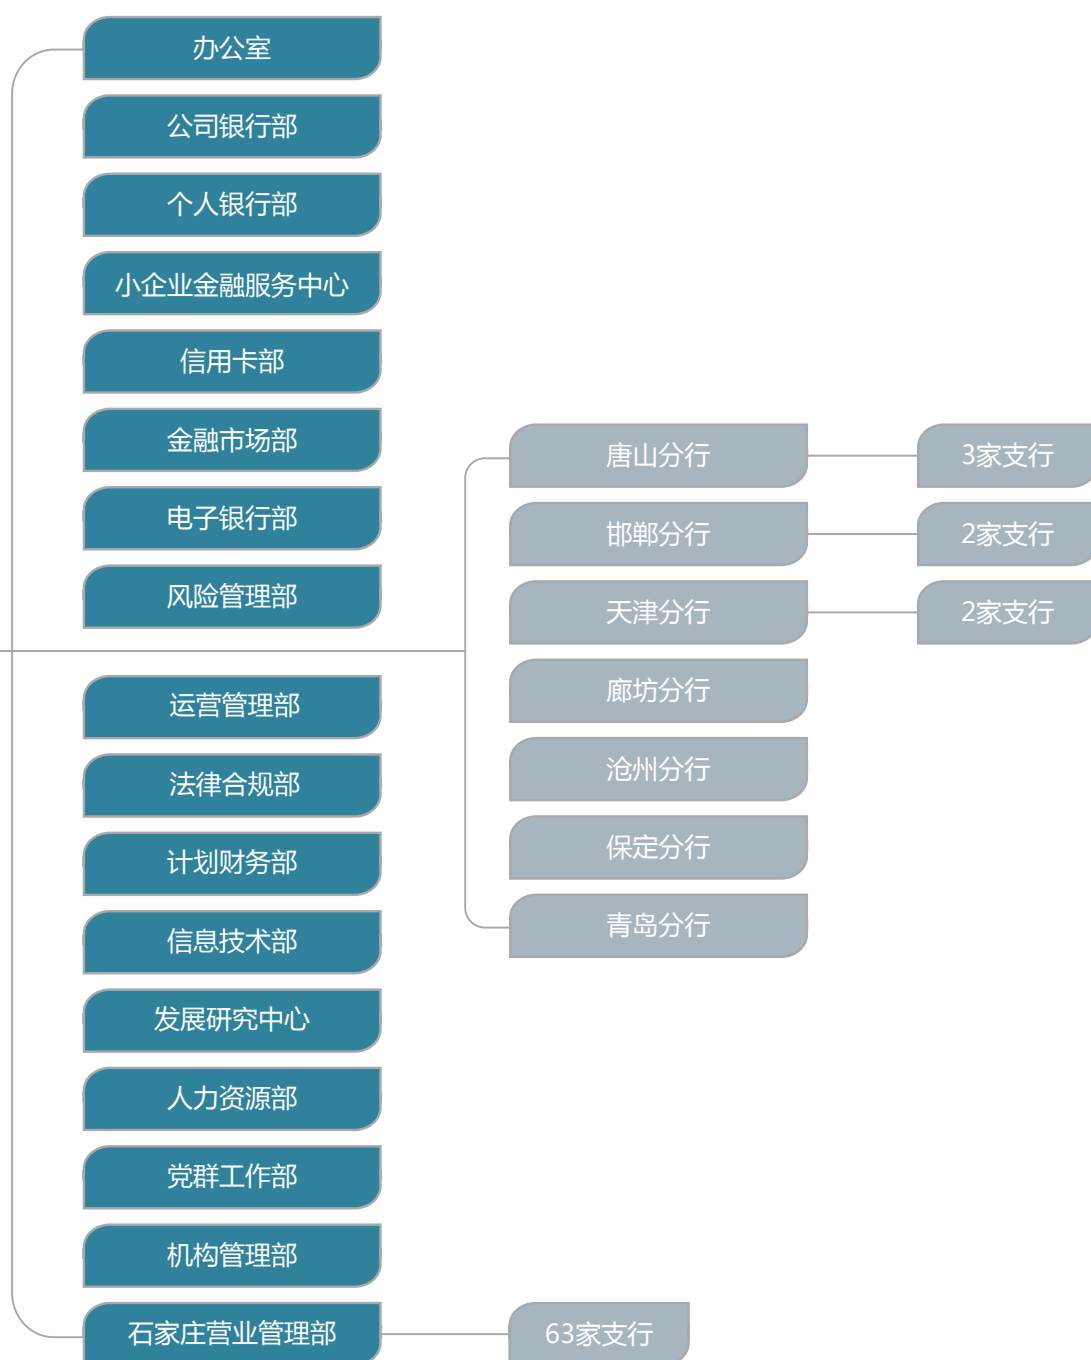 办公室
公司银行部
个人银行部
小企业金融服务中心
信用卡部
金融市场部
电子银行部
风险管理部
运营管理部
法律合规部
计划财务部
信息技术部
发展研究中心
人力资源部
党群工作部
机构管理部
石家庄营业管理部
63家支行
唐山分行
3家支行
邯郸分行
2家支行
天津分行
2家支行
廊坊分行
沧州分行
保定分行
青岛分行